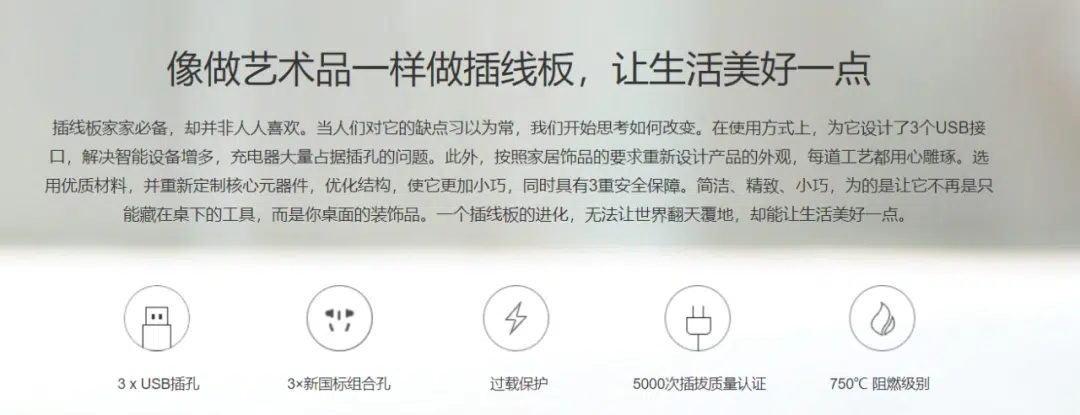 像做艺术品一样做插线板，让生活美好一点
插线板家家必备，却并非人人喜欢。当人们对它的缺点习以为常，我们开始思考如何改变。在使用方式上，为它设计了3个USB接
口，解决智能设备增多，充电器大量占据插孔的问题。此外，按照家居饰品的要求重新设计产品的外观，每道工艺都用心雕琢。选
用优质材料，并重新定制核心元器件，优化结构，使它更加小巧，同时具有3重安全保障。简洁、精致、小巧，为的是让它不再是只
能藏在桌下的工具，而是你桌面的装饰品。一个插线板的进化，无法让世界翻天覆地，却能让生活美好一点。
3 x USB插孔
3×新国标组合孔
过载保护
5000次插拔质量认证
750℃ 阻燃级别